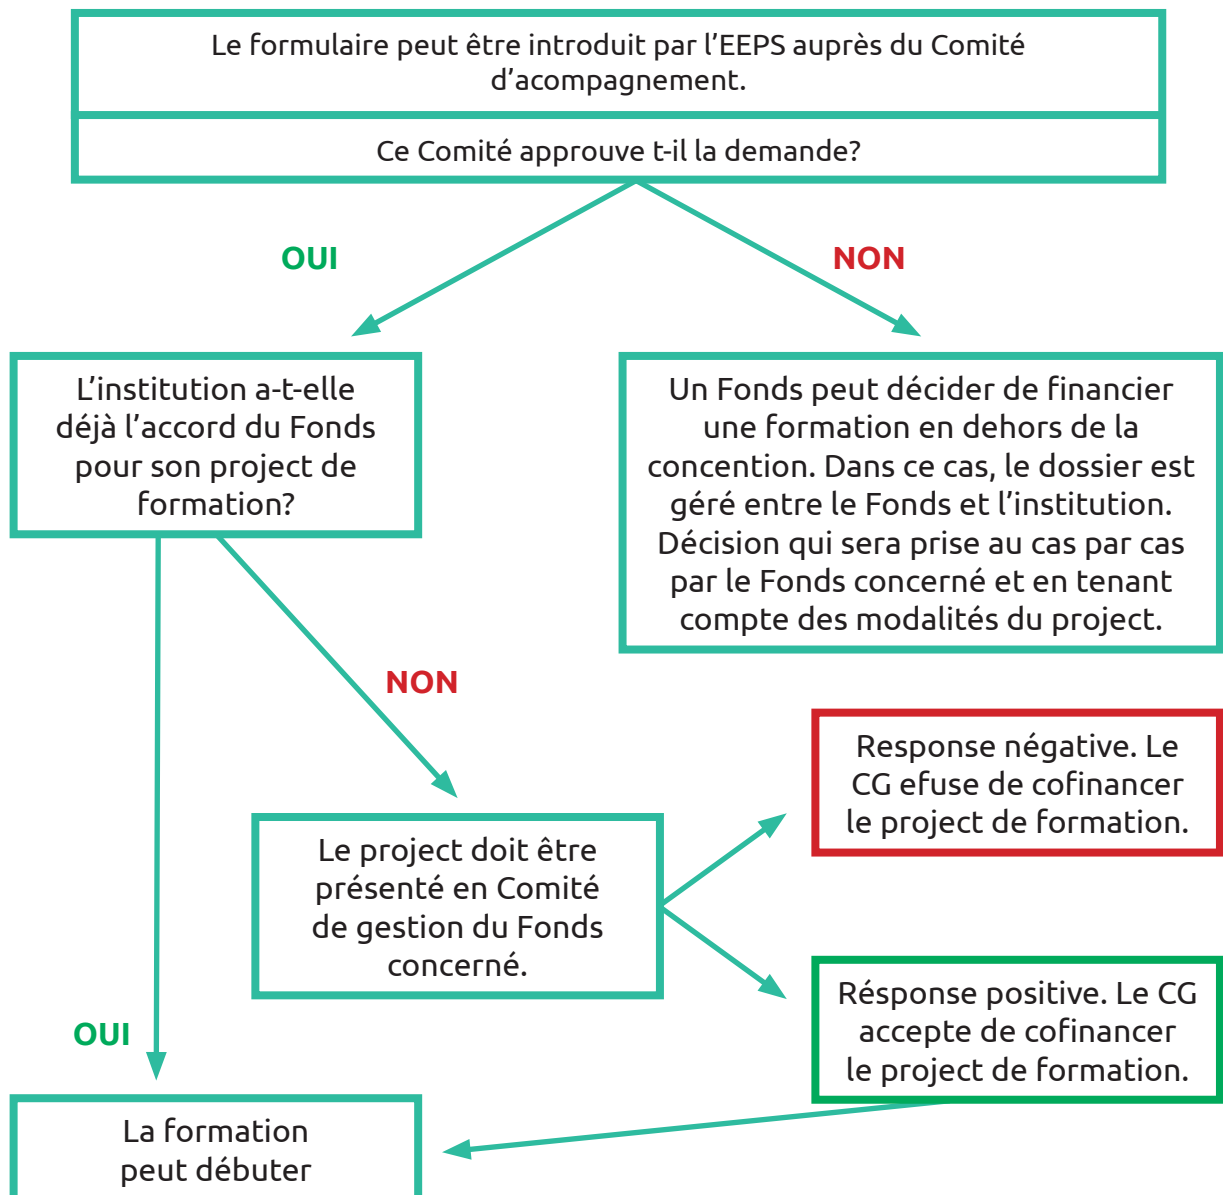 Le formulaire peut être introduit par l’EEPS auprès du Comité
d’acompagnement.
Ce Comité approuve t-il la demande?
OUI
NON
L’institution a-t-elle
déjà l’accord du Fonds
pour son project de
formation?
Un Fonds peut décider de financier
une formation en dehors de la
concention. Dans ce cas, le dossier est
géré entre le Fonds et l’institution.
Décision qui sera prise au cas par cas
par le Fonds concerné et en tenant
compte des modalités du project.
NON
Response négative. Le
CG efuse de cofinancer
le project de formation.
Le project doit être
présenté en Comité
de gestion du Fonds
concerné.
Résponse positive. Le CG
accepte de cofinancer
le project de formation.
OUI
La formation
peut débuter